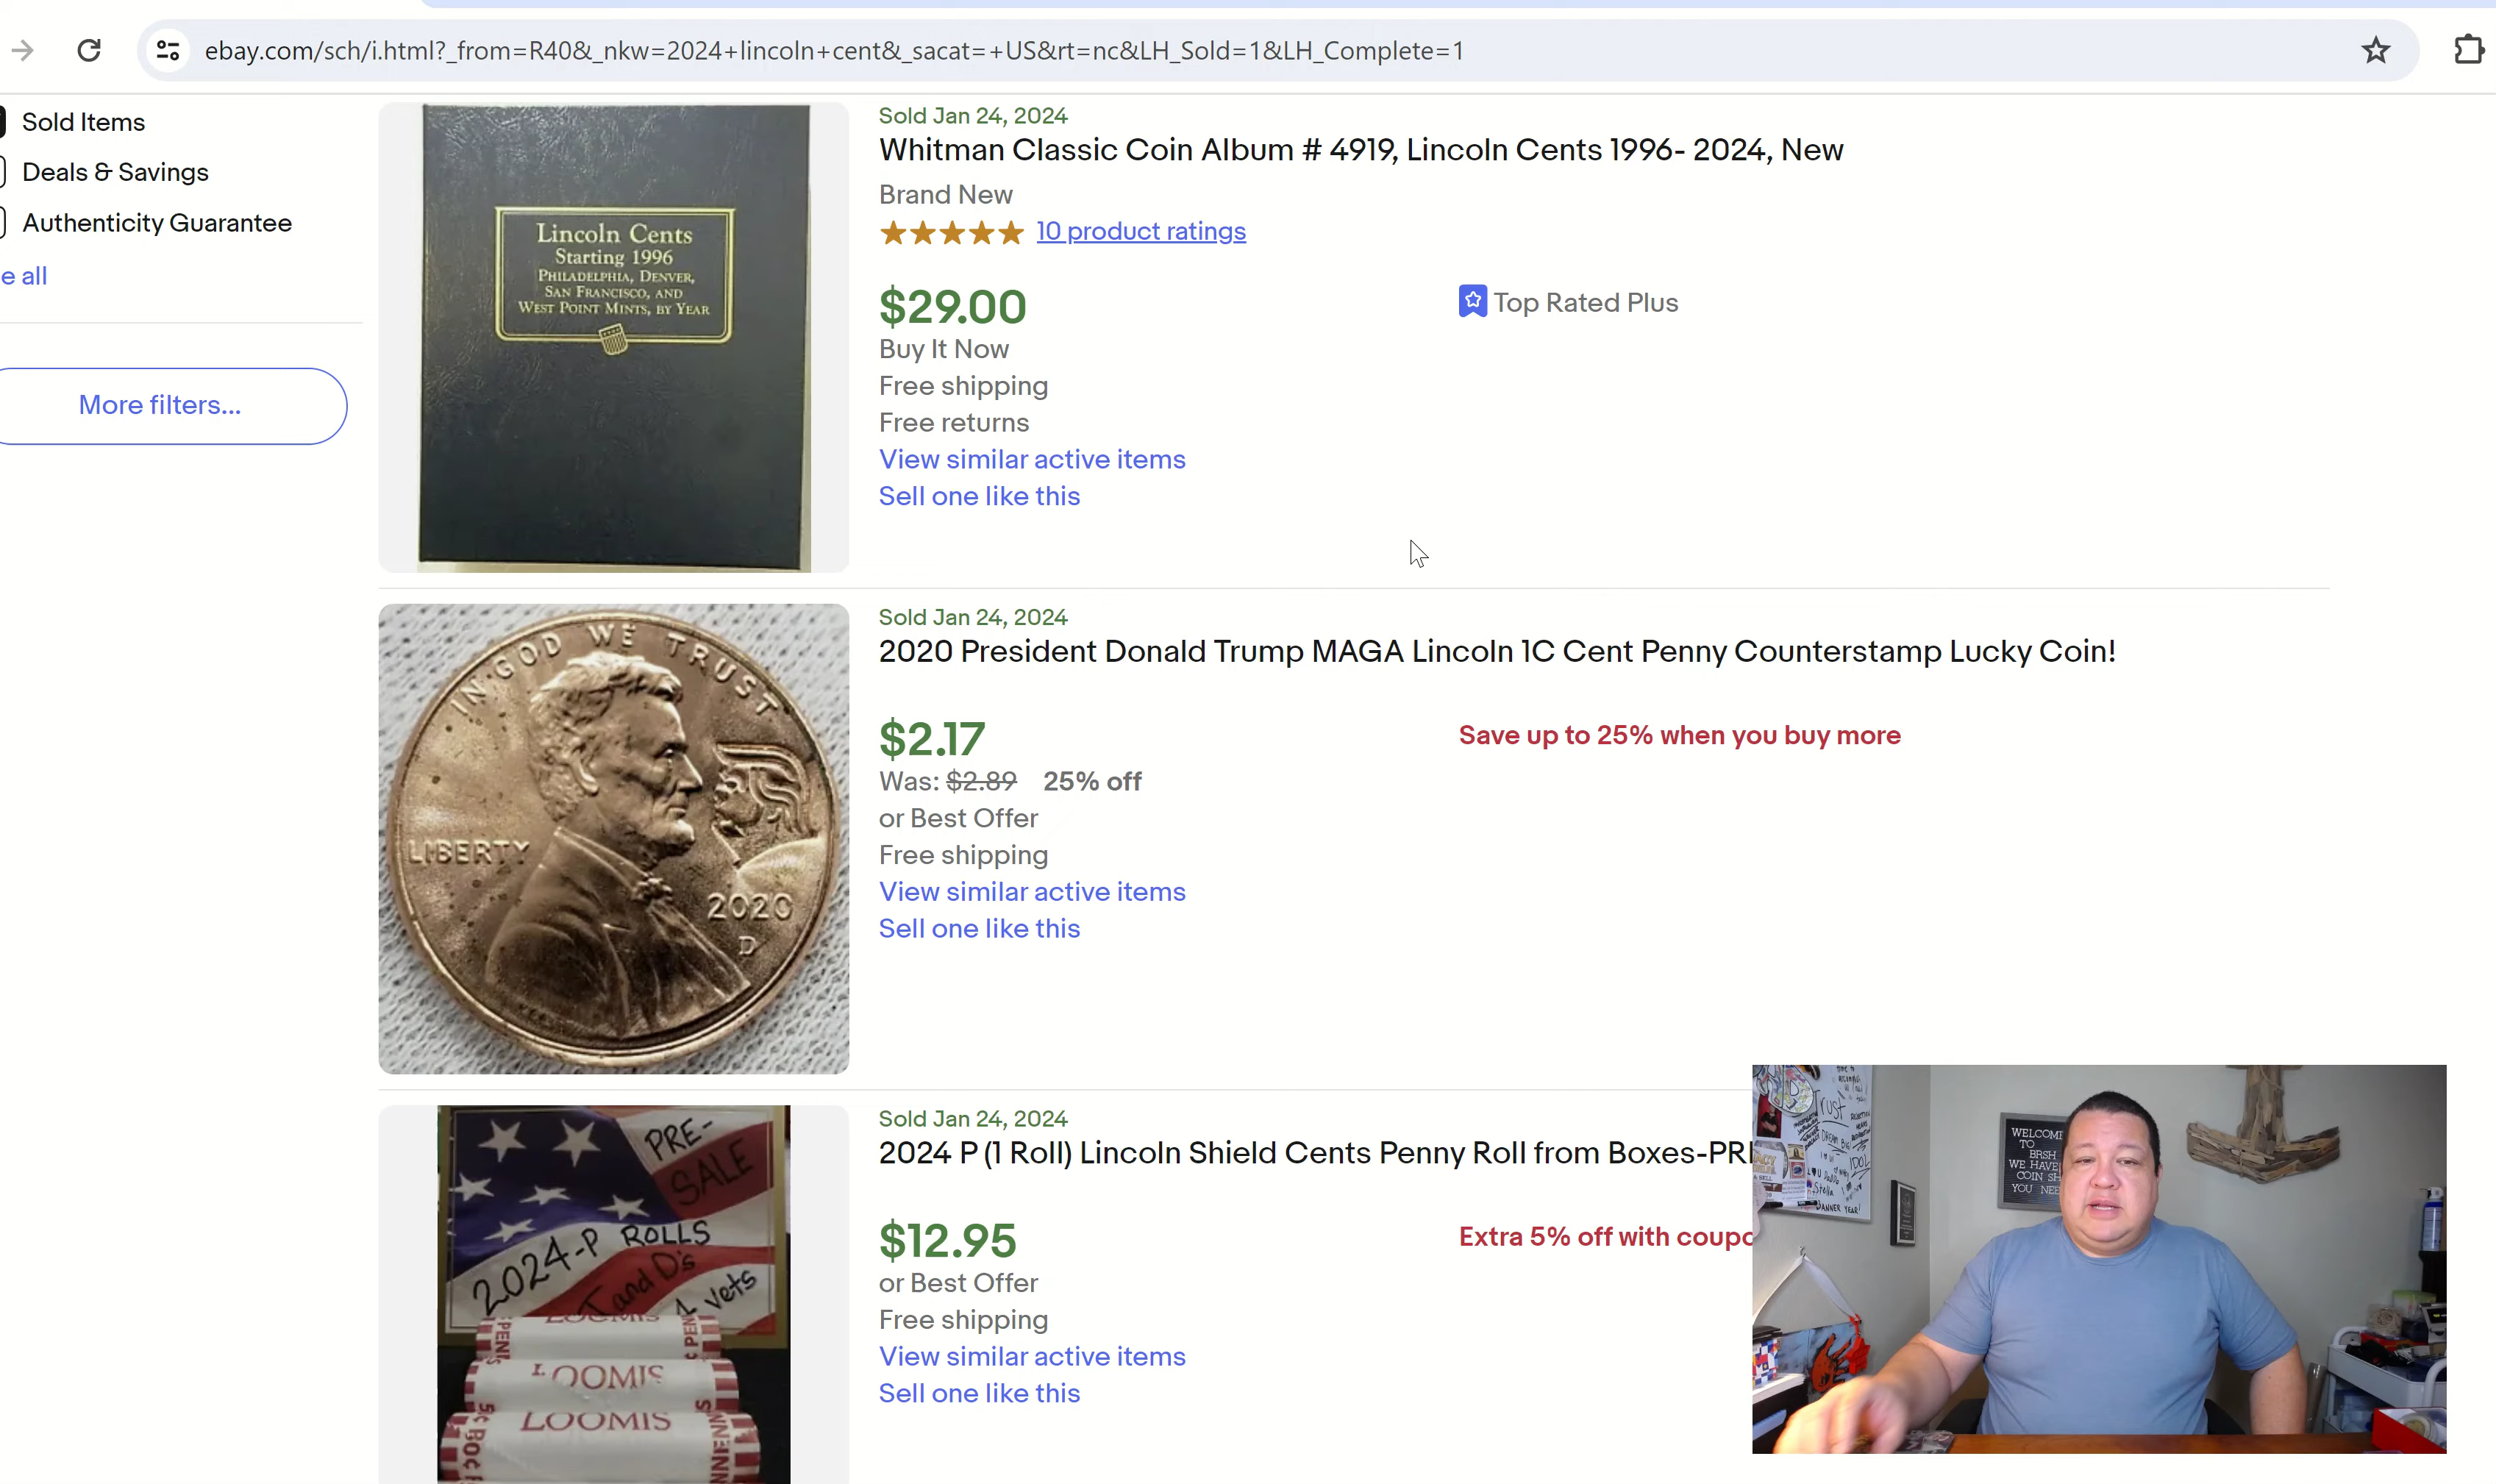 ebay.com/sch/i.html?_from=R40&_nkw=2024+lincoln+cent&_sacat=+US&rt=nc&LH_Sold=1&LH_Complete=1
Sold Items
Deals & Savings
Authenticity Guarantee
e all
More filters...
Lincoln Cents
Starting 1996
Philadelphia, Denver,
San Francisco, and
West Point Mints, by Year
Sold Jan 24, 2024
Whitman Classic Coin Album # 4919, Lincoln Cents 1996- 2024, New
Brand New
10 product ratings
$29.00
Top Rated Plus
Buy It Now
Free shipping
Free returns
View similar active items
Sell one like this
IN GOD WE TRUST
LIBERTY
2020
D
Sold Jan 24, 2024
2020 President Donald Trump MAGA Lincoln 1C Cent Penny Counterstamp Lucky Coin!
$2.17
Save up to 25% when you buy more
Was: $2.89 25% off
or Best Offer
Free shipping
View similar active items
Sell one like this
PRE-
SALE
2024-P ROLLS
J and D's
vets
LOOMIS
LOOMIS
LOOMIS
Sold Jan 24, 2024
2024 P (1 Roll) Lincoln Shield Cents Penny Roll from Boxes-PR
$12.95
Extra 5% off with coupo
or Best Offer
Free shipping
View similar active items
Sell one like this
Trust
DREAM BIG
IDOL
Stella
WELCOME
TO
BRSH
WE HAVE
COIN SH
YOU NEE